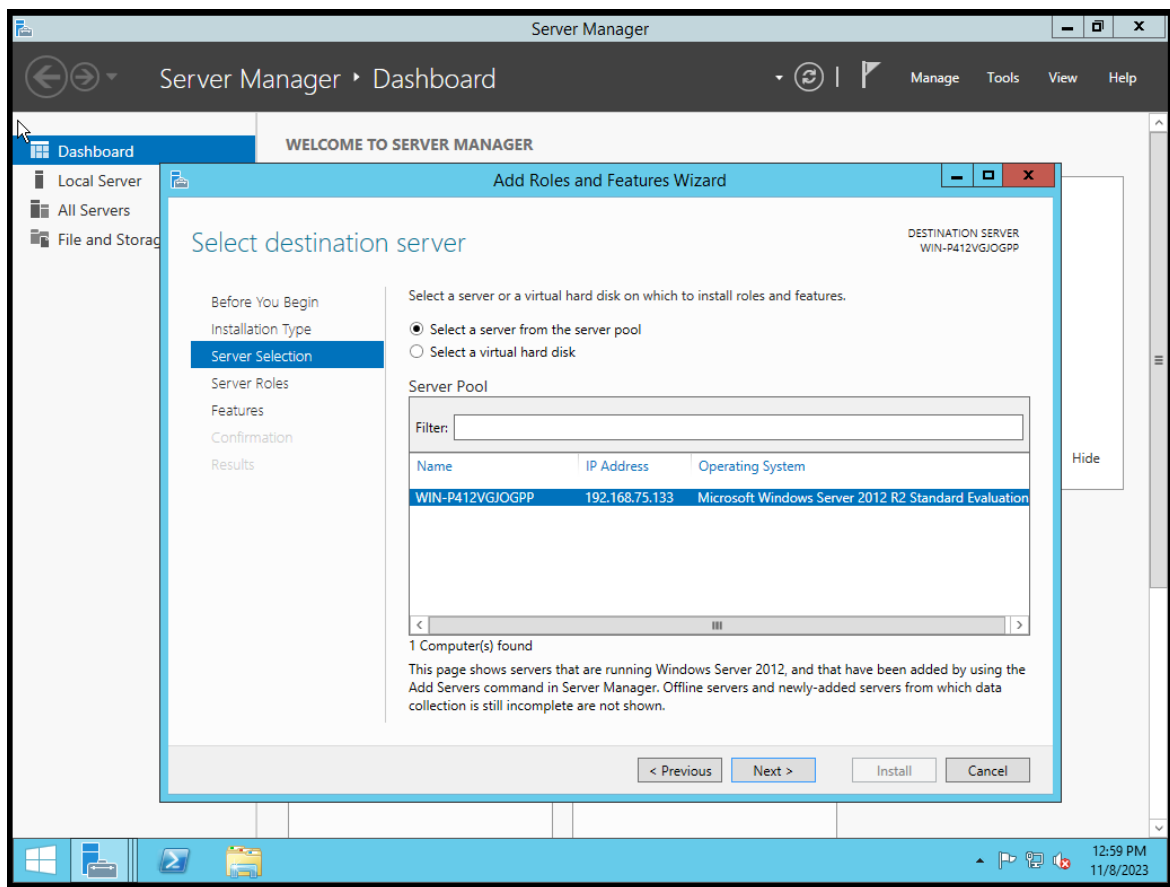 Server Manager
Server Manager ‣ Dashboard
Manage Tools View Help
Dashboard
Local Server
All Servers
File and Storag
WELCOME TO SERVER MANAGER
Add Roles and Features Wizard
Select destination server
DESTINATION SERVER
WIN-P412VGJOGPP
Before You Begin
Installation Type
Server Selection
Server Roles
Features
Confirmation
Results
Select a server or a virtual hard disk on which to install roles and features.
Select a server from the server pool
Select a virtual hard disk
Server Pool
Filter:
Name IP Address Operating System
WIN-P412VGJOGPP 192.168.75.133 Microsoft Windows Server 2012 R2 Standard Evaluation
1 Computer(s) found
This page shows servers that are running Windows Server 2012, and that have been added by using the
Add Servers command in Server Manager. Offline servers and newly-added servers from which data
collection is still incomplete are not shown.
< Previous Next > Install Cancel
Hide
12:59 PM
11/8/2023